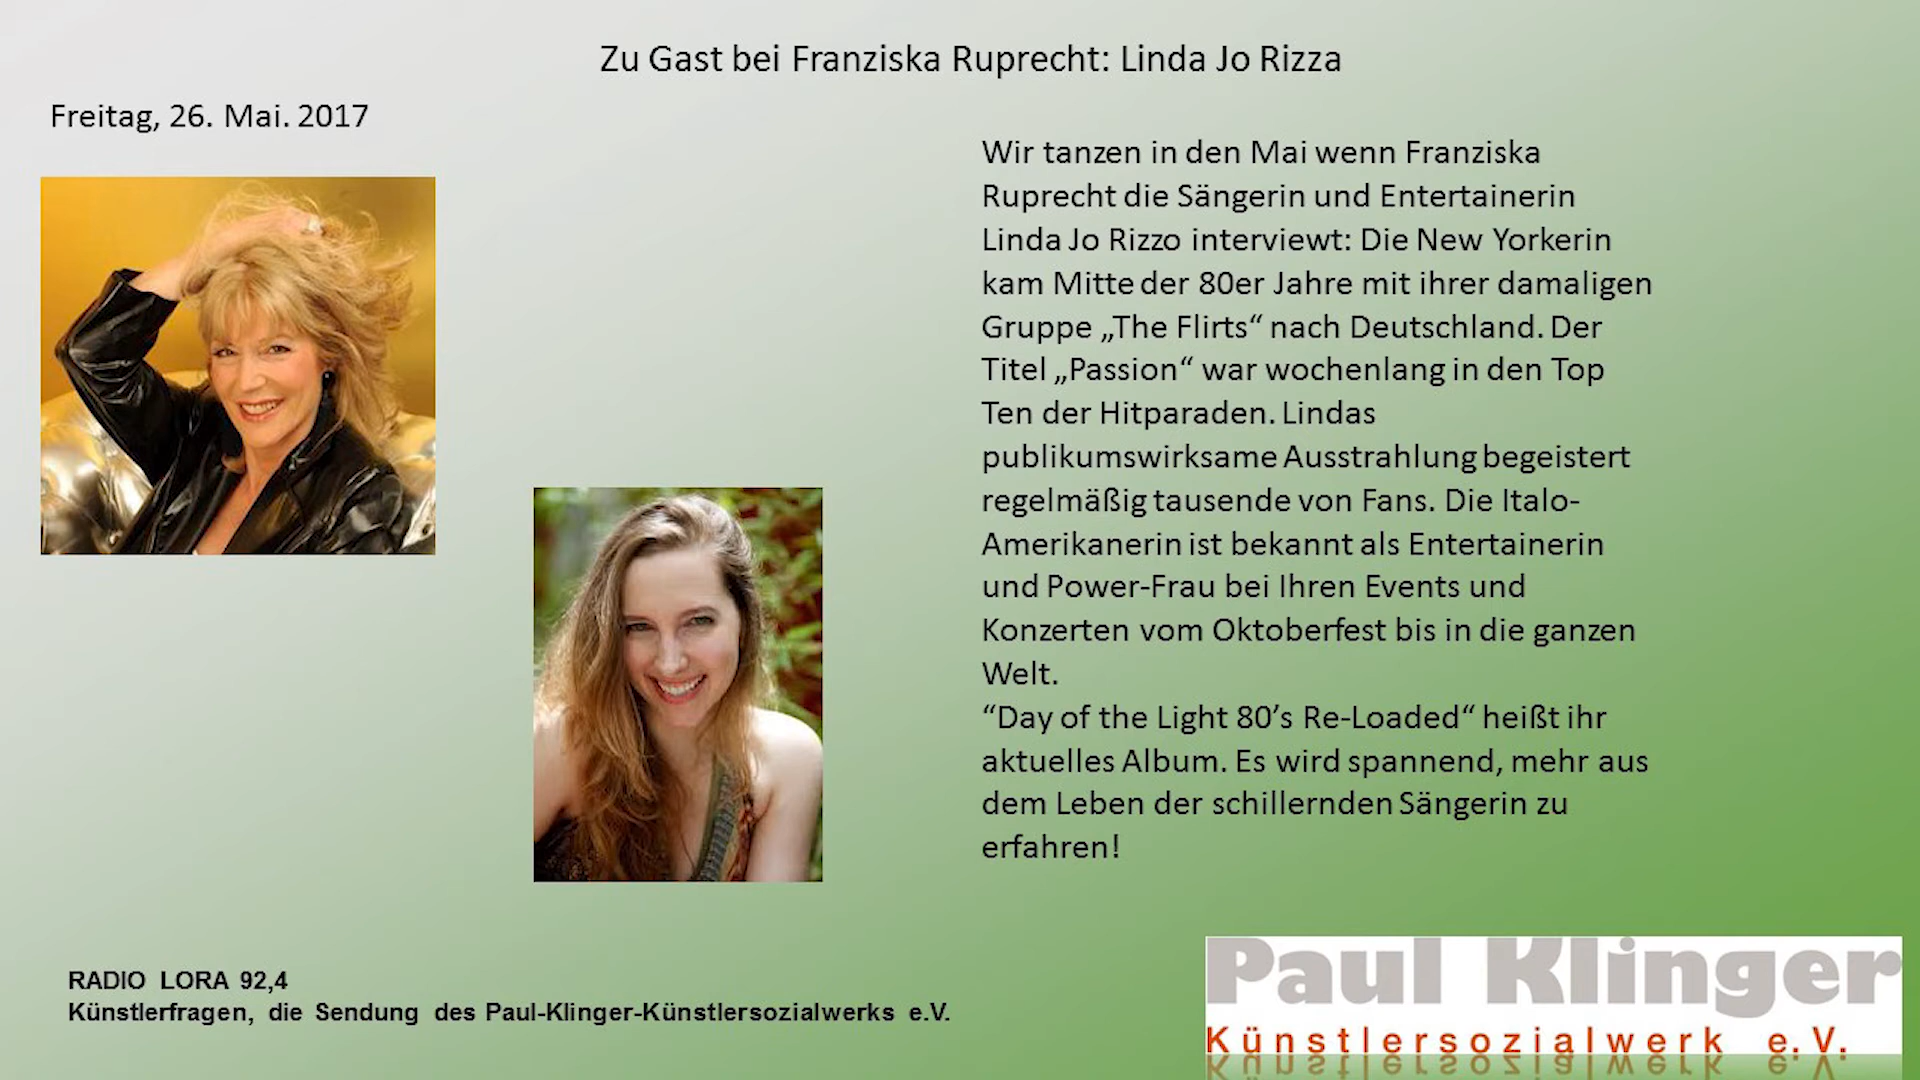 Zu Gast bei Franziska Ruprecht: Linda Jo Rizza
Freitag, 26. Mai. 2017
Wir tanzen in den Mai wenn Franziska
Ruprecht die Sängerin und Entertainerin
Linda Jo Rizzo interviewt: Die New Yorkerin
kam Mitte der 80er Jahre mit ihrer damaligen
Gruppe „The Flirts“ nach Deutschland. Der
Titel „Passion“ war wochenlang in den Top
Ten der Hitparaden. Lindas
publikumswirksame Ausstrahlung begeistert
regelmäßig tausende von Fans. Die Italo-
Amerikanerin ist bekannt als Entertainerin
und Power-Frau bei Ihren Events und
Konzerten vom Oktoberfest bis in die ganzen
Welt.
“Day of the Light 80’s Re-Loaded“ heißt ihr
aktuelles Album. Es wird spannend, mehr aus
dem Leben der schillernden Sängerin zu
erfahren!
RADIO LORA 92,4
Künstlerfragen, die Sendung des Paul-Klinger-Künstlersozialwerks e.V.
Paul Klinger
Künstlersozialwerk e.V.